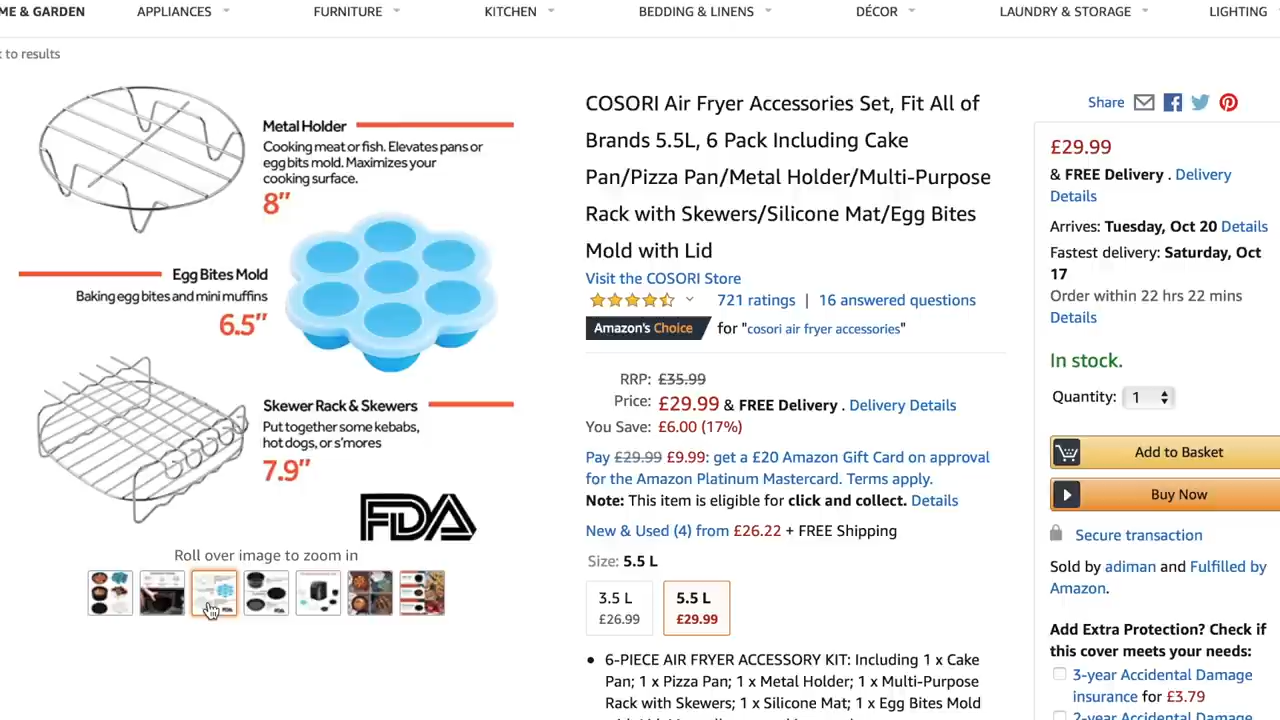 ME & GARDEN
APPLIANCES
FURNITURE
KITCHEN
BEDDING & LINENS
DÉCOR
LAUNDRY & STORAGE
LIGHTING
to results
Metal Holder
Cooking meat or fish. Elevates pans or
egg bits mold. Maximizes your
cooking surface.
8"
Egg Bites Mold
Baking egg bites and mini muffins
6.5"
Skewer Rack & Skewers
Put together some kebabs,
hot dogs, or s'mores
7.9"
FDA
Roll over image to zoom in
COSORI Air Fryer Accessories Set, Fit All of
Brands 5.5L, 6 Pack Including Cake
Pan/Pizza Pan/Metal Holder/Multi-Purpose
Rack with Skewers/Silicone Mat/Egg Bites
Mold with Lid
Visit the COSORI Store
721 ratings | 16 answered questions
Amazon's Choice for "cosori air fryer accessories"
RRP: £35.99
Price: £29.99 & FREE Delivery . Delivery Details
You Save: £6.00 (17%)
Pay £29.99 £9.99: get a £20 Amazon Gift Card on approval
for the Amazon Platinum Mastercard. Terms apply.
Note: This item is eligible for click and collect. Details
New & Used (4) from £26.22 + FREE Shipping
Size: 5.5 L
3.5 L
£26.99
5.5 L
£29.99
• 6-PIECE AIR FRYER ACCESSORY KIT: Including 1 x Cake
Pan; 1 x Pizza Pan; 1 x Metal Holder; 1 x Multi-Purpose
Rack with Skewers; 1 x Silicone Mat; 1 x Egg Bites Mold
Share
£29.99
& FREE Delivery . Delivery
Details
Arrives: Tuesday, Oct 20 Details
Fastest delivery: Saturday, Oct
17
Order within 22 hrs 22 mins
Details
In stock.
Quantity: 1
Add to Basket
Buy Now
Secure transaction
Sold by adiman and Fulfilled by
Amazon.
Add Extra Protection? Check if
this cover meets your needs:
3-year Accidental Damage
insurance for £3.79
2-year Accidental Damage